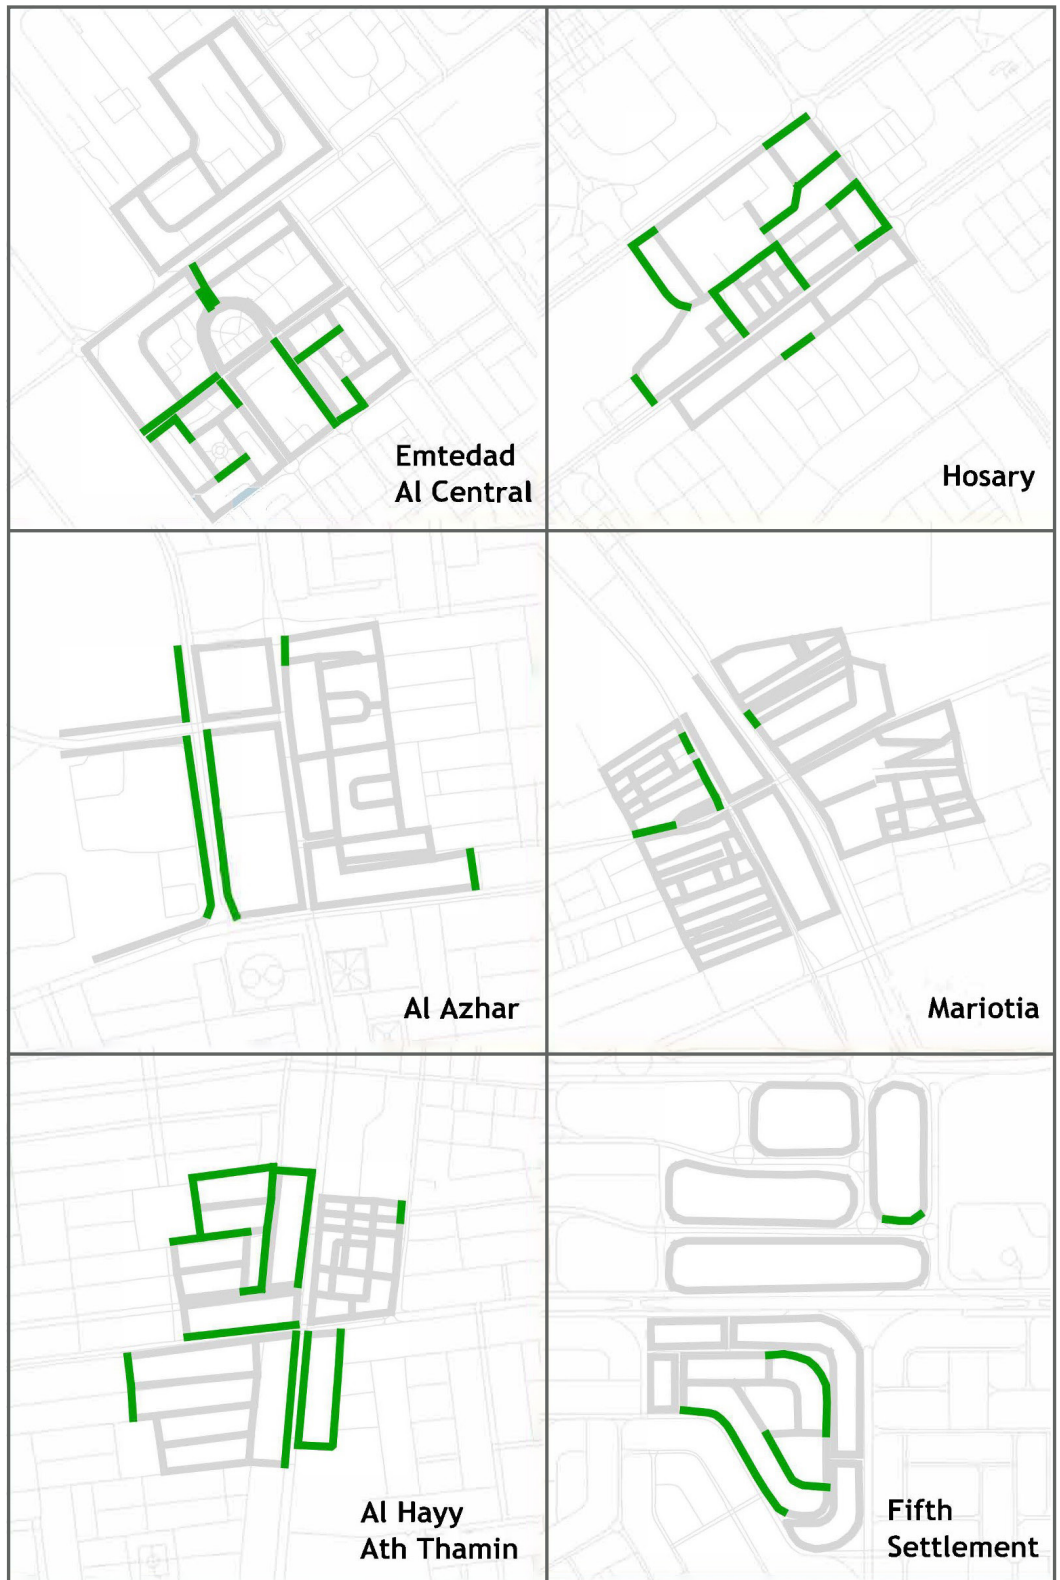 Emtedad
Al Central
Hosary
Al Azhar
Mariotia
Al Hayy
Ath Thamin
Fifth
Settlement